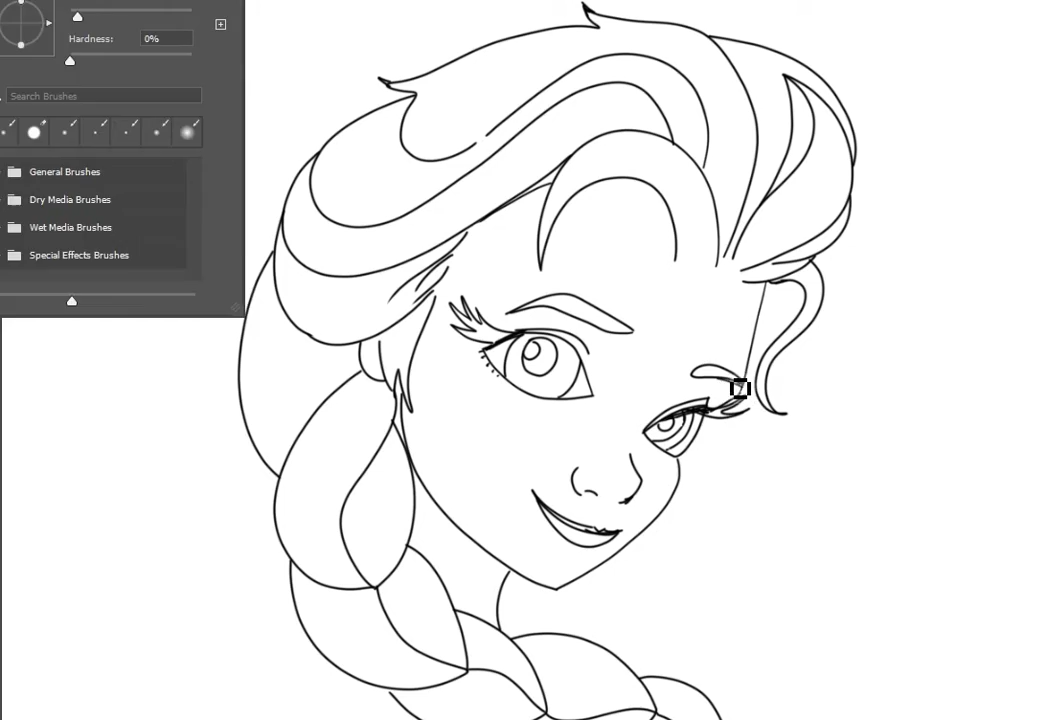 Hardness:
0%
Search Brushes
General Brushes
Dry Media Brushes
Wet Media Brushes
Special Effects Brushes